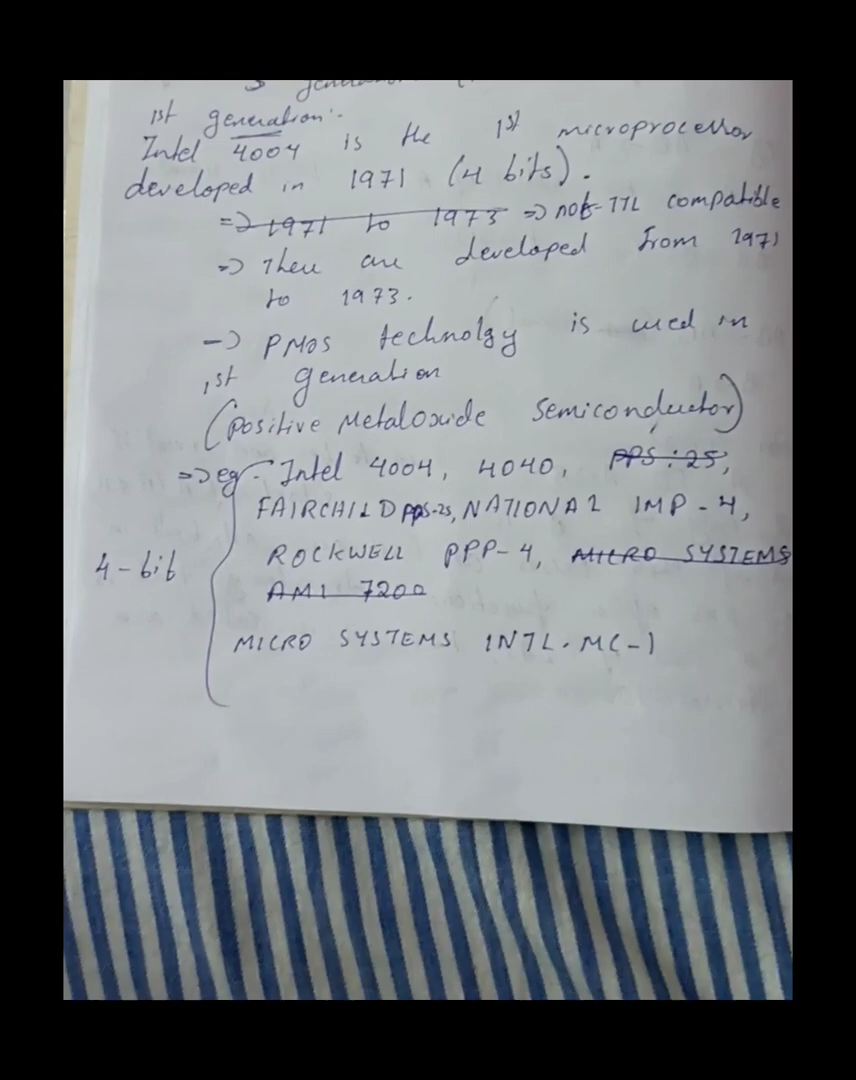 1st generation:-
Intel 4004 is the 1st microprocessor
developed in 1971 (4 bits).
=> 1971 to 1973 => not TTL compatible
=> These are developed from 1971
to 1973.
-> PMOS technolgy is used in
1st generation
(positive Metaloxide Semiconductor)
=> eg:- Intel 4004, 4040, PPS:25,
FAIRCHILD pps-25, NATIONAL IMP-4,
ROCKWELL PPP-4, MICRO SYSTEMS
4-bit
AMI 7200
MICRO SYSTEMS INTL. MC-1